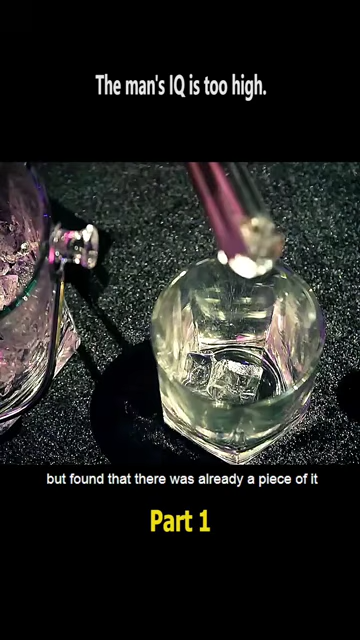 The man's IQ is too high.
but found that there was already a piece of it
Part 1